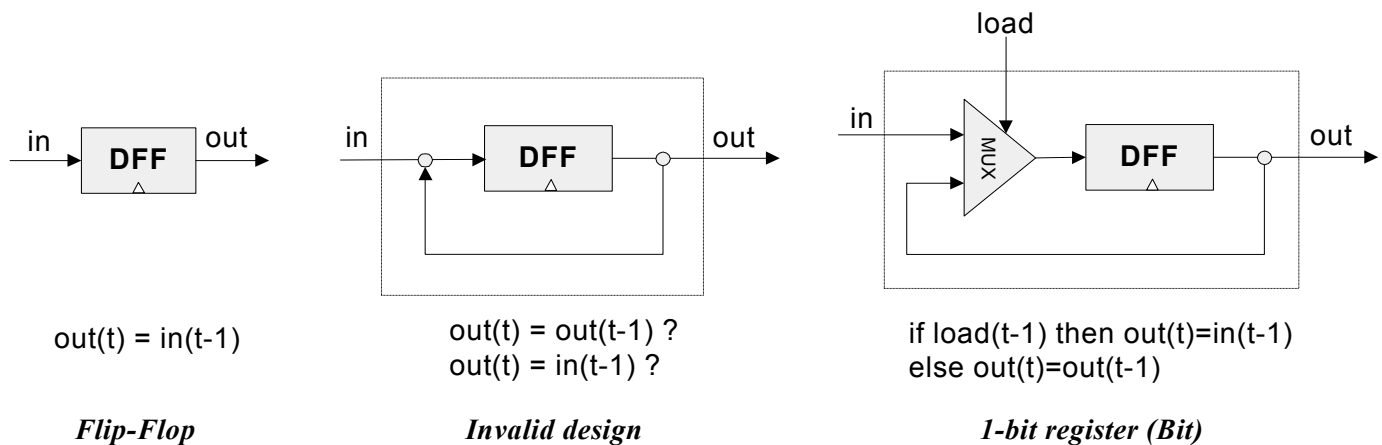 in
DFF
out
out(t) = in(t-1)
Flip-Flop
in
DFF
out
out(t) = out(t-1) ?
out(t) = in(t-1) ?
Invalid design
load
in
MUX
DFF
out
if load(t-1) then out(t)=in(t-1)
else out(t)=out(t-1)
1-bit register (Bit)